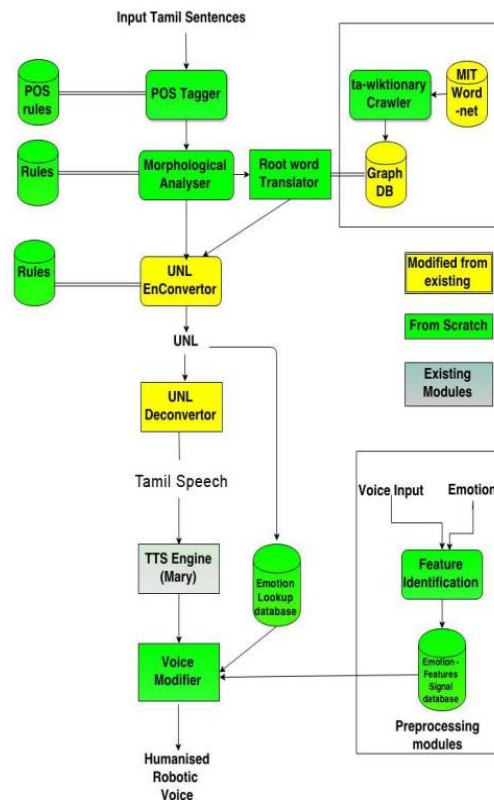 Input Tamil Sentences
POS
rules
POS Tagger
ta-wiktionary
Crawler
MIT
Word
-net
Rules
Morphological
Analyser
Root word
Translator
Graph
DB
Rules
UNL
EnConvertor
Modified from
existing
From Scratch
Existing
Modules
UNL
UNL
Deconvertor
Tamil Speech
TTS Engine
(Mary)
Emotion
Lookup
database
Voice Input
Emotion
Feature
Identification
Voice
Modifier
Emotion -
Features
Signal
database
Preprocessing
modules
Humanised
Robotic
Voice